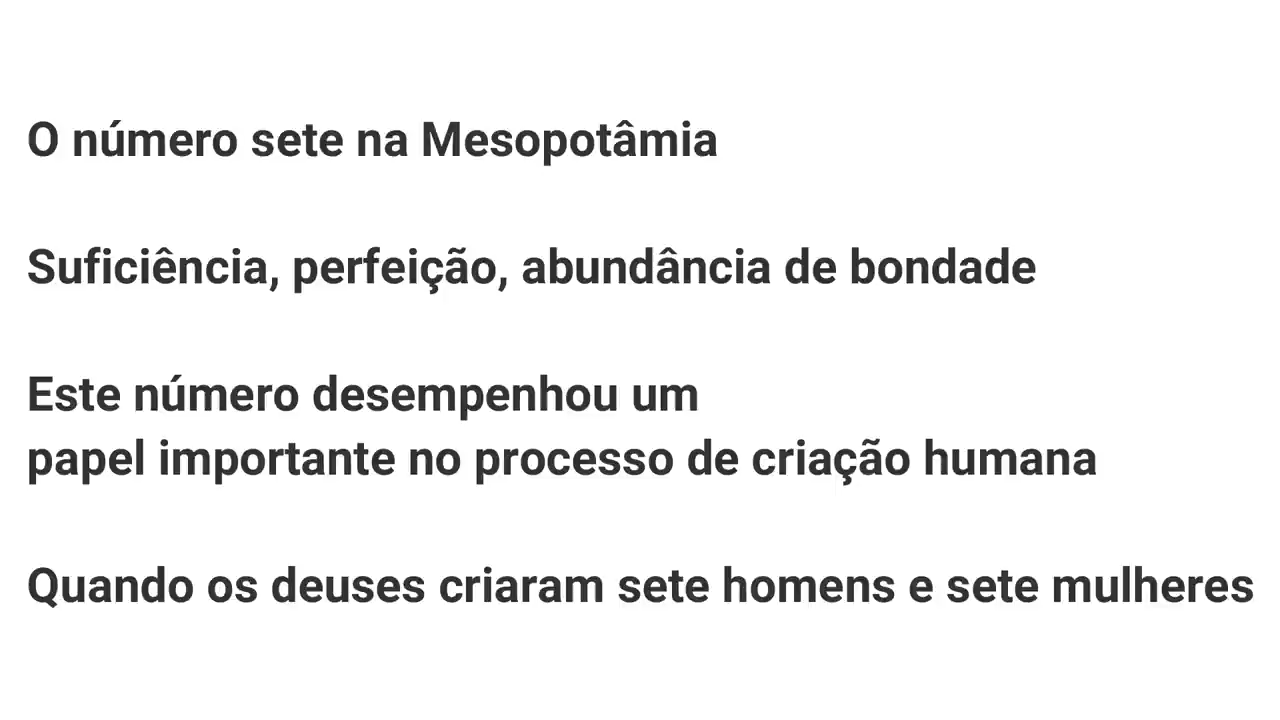 O número sete na Mesopotâmia
Suficiência, perfeição, abundância de bondade
Este número desempenhou um
papel importante no processo de criação humana
Quando os deuses criaram sete homens e sete mulheres